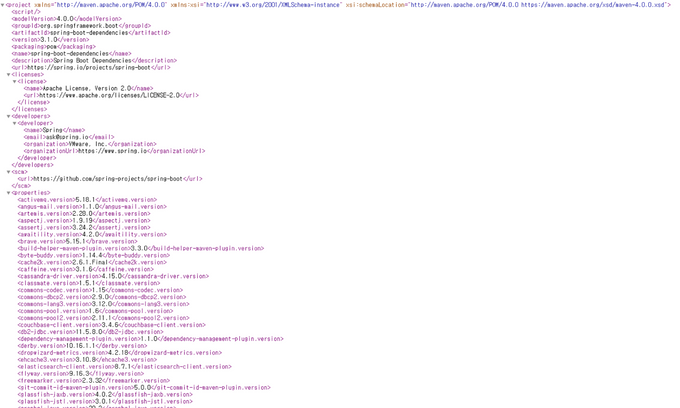 ▼<project xmlns="http://maven.apache.org/POM/4.0.0" xmlns:xsi="http://www.w3.org/2001/XMLSchema-instance" xsi:schemaLocation="http://maven.apache.org/POM/4.0.0 https://maven.apache.org/xsd/maven-4.0.0.xsd">
<script/>
<modelVersion>4.0.0</modelVersion>
<groupId>org.springframework.boot</groupId>
<artifactId>spring-boot-dependencies</artifactId>
<version>3.1.0</version>
<packaging>pom</packaging>
<name>spring-boot-dependencies</name>
<description>Spring Boot Dependencies</description>
<url>https://spring.io/projects/spring-boot</url>
▼<licenses>
▼<license>
<name>Apache License, Version 2.0</name>
<url>https://www.apache.org/licenses/LICENSE-2.0</url>
</license>
</licenses>
▼<developers>
▼<developer>
<name>Spring</name>
<email>ask@spring.io</email>
<organization>VMware, Inc.</organization>
<organizationUrl>https://www.spring.io</organizationUrl>
</developer>
</developers>
▼<scm>
<url>https://github.com/spring-projects/spring-boot</url>
</scm>
▼<properties>
<activemq.version>5.18.1</activemq.version>
<angus-mail.version>1.1.0</angus-mail.version>
<artemis.version>2.28.0</artemis.version>
<aspectj.version>1.9.19</aspectj.version>
<assertj.version>3.24.2</assertj.version>
<awaitility.version>4.2.0</awaitility.version>
<brave.version>5.15.1</brave.version>
<build-helper-maven-plugin.version>3.3.0</build-helper-maven-plugin.version>
<byte-buddy.version>1.14.4</byte-buddy.version>
<cache2k.version>2.6.1.Final</cache2k.version>
<caffeine.version>3.1.6</caffeine.version>
<cassandra-driver.version>4.15.0</cassandra-driver.version>
<classmate.version>1.5.1</classmate.version>
<commons-codec.version>1.15</commons-codec.version>
<commons-dbcp2.version>2.9.0</commons-dbcp2.version>
<commons-lang3.version>3.12.0</commons-lang3.version>
<commons-pool.version>1.6</commons-pool.version>
<commons-pool2.version>2.11.1</commons-pool2.version>
<couchbase-client.version>3.4.6</couchbase-client.version>
<db2-jdbc.version>11.5.8.0</db2-jdbc.version>
<dependency-management-plugin.version>1.1.0</dependency-management-plugin.version>
<derby.version>10.16.1.1</derby.version>
<dropwizard-metrics.version>4.2.18</dropwizard-metrics.version>
<ehcache3.version>3.10.8</ehcache3.version>
<elasticsearch-client.version>8.7.1</elasticsearch-client.version>
<flyway.version>9.16.3</flyway.version>
<freemarker.version>2.3.32</freemarker.version>
<git-commit-id-maven-plugin.version>5.0.0</git-commit-id-maven-plugin.version>
<glassfish-jaxb.version>4.0.2</glassfish-jaxb.version>
<glassfish-jstl.version>3.0.1</glassfish-jstl.version>